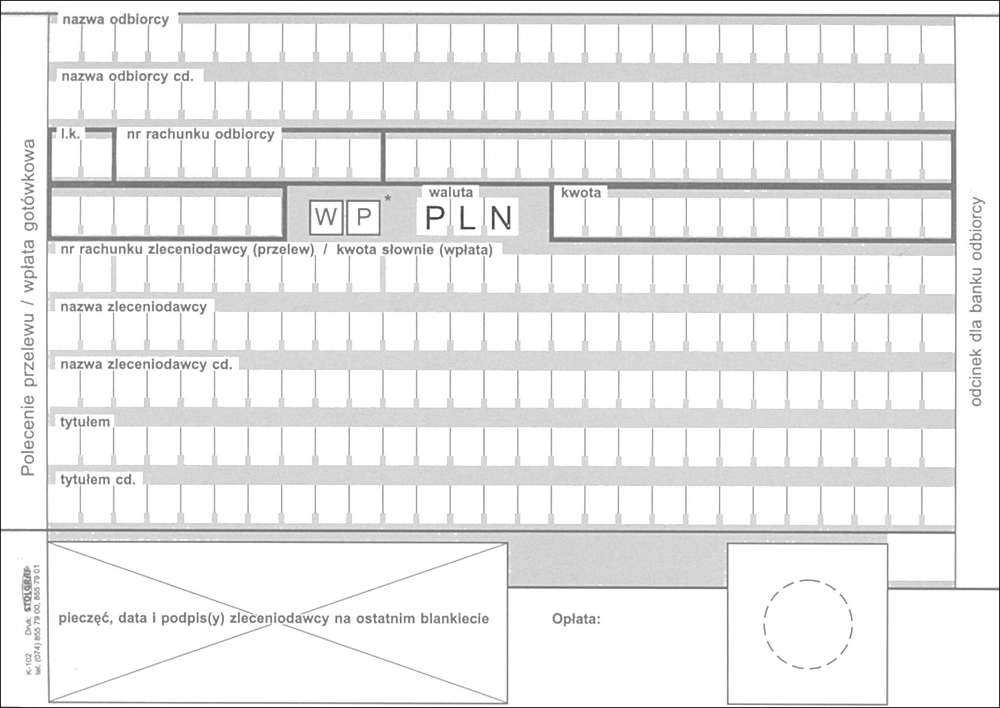 nazwa odbiorcy
nazwa odbiorcy cd.
l.k.
nr rachunku odbiorcy
W P *
waluta
PLN
kwota
nr rachunku zleceniodawcy (przelew) / kwota słownie (wpłata)
nazwa zleceniodawcy
nazwa zleceniodawcy cd.
tytułem
tytułem cd.
pieczęć, data i podpis(y) zleceniodawcy na ostatnim blankiecie
Opłata:
Polecenie przelewu / wpłata gotówkowa
odcinek dla banku odbiorcy
K-102 Druk: STOLGRAF
tel. (074) 855 79 00, 855 79 01